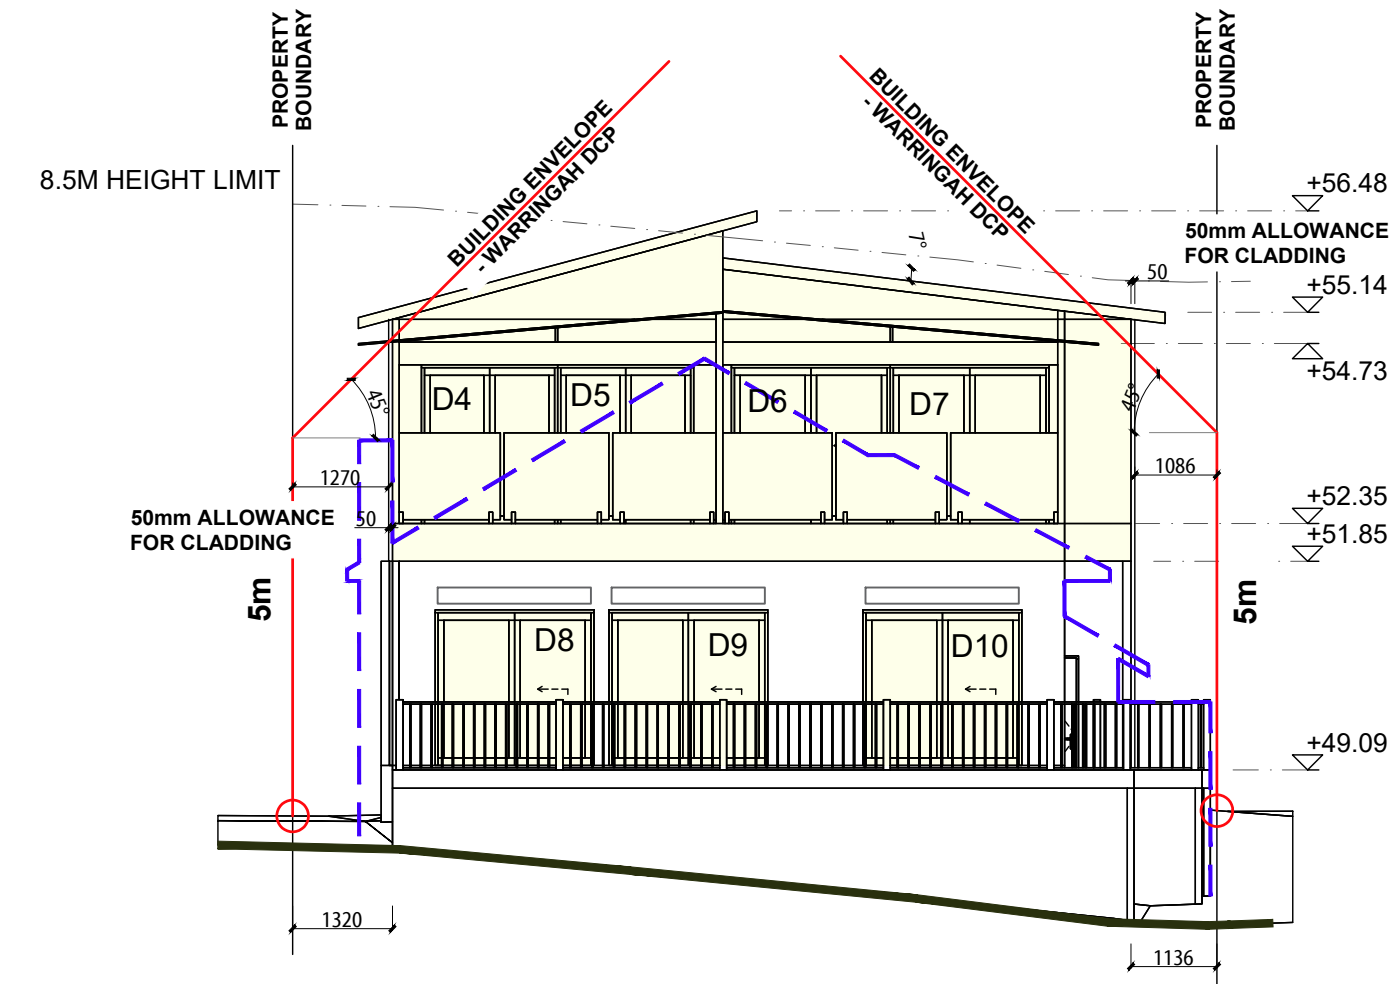 PROPERTY
BOUNDARY
PROPERTY
BOUNDARY
BUILDING ENVELOPE
- WARRINGAH DCP
BUILDING ENVELOPE
- WARRINGAH DCP
8.5M HEIGHT LIMIT
+56.48
50mm ALLOWANCE
FOR CLADDING
7°
50
+55.14
+54.73
D4
D5
D6
D7
45°
45°
1270
1086
50mm ALLOWANCE
FOR CLADDING
50
+52.35
+51.85
5m
5m
D8
D9
D10
+49.09
1320
1136